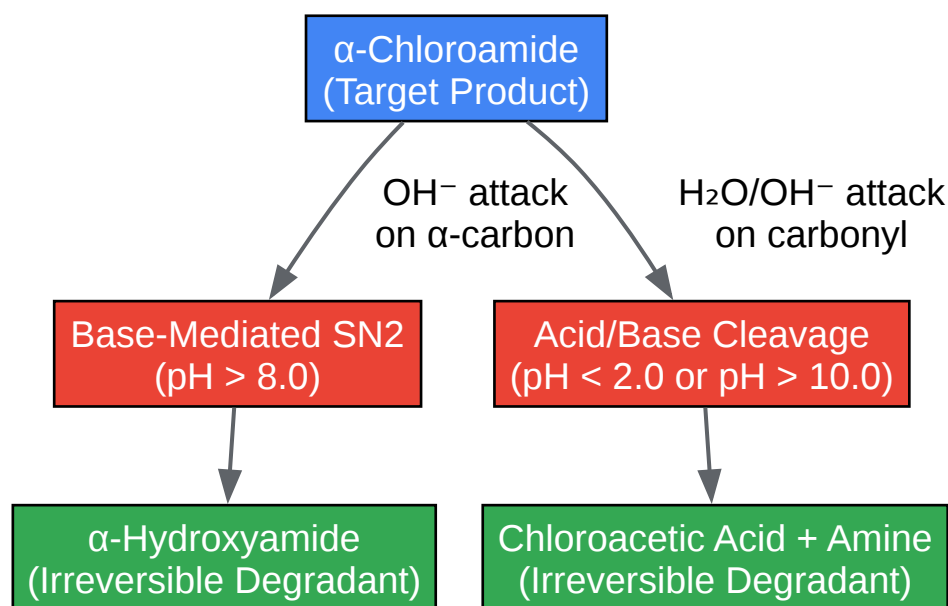 α-Chloroamide
(Target Product)
OH⁻ attack
on α-carbon
H₂O/OH⁻ attack
on carbonyl
Base-Mediated SN2
(pH > 8.0)
Acid/Base Cleavage
(pH < 2.0 or pH > 10.0)
α-Hydroxyamide
(Irreversible Degradant)
Chloroacetic Acid + Amine
(Irreversible Degradant)